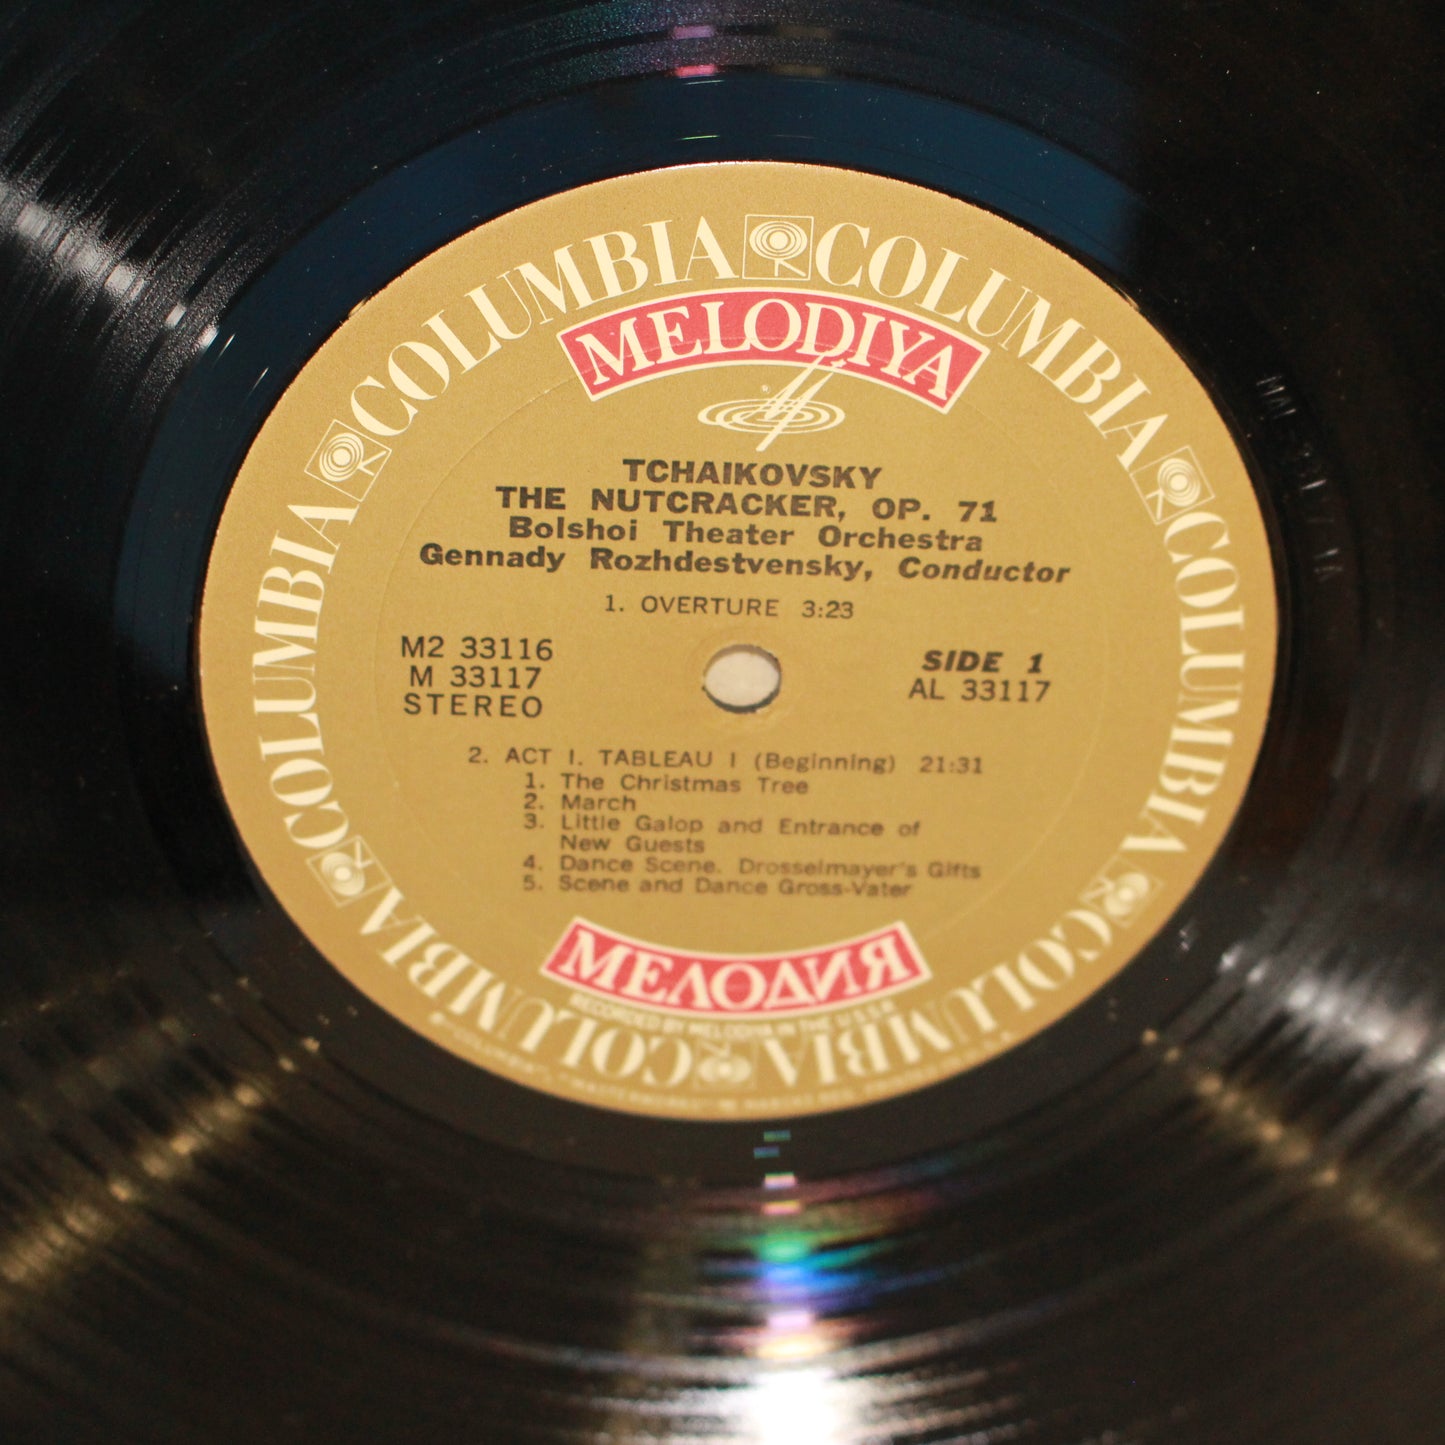 COLUMBIA COLUMBIA COLUMBIA COLUMBIA COLUMBIA COLUMBIA
MELODIYA
TCHAIKOVSKY
THE NUTCRACKER, OP. 71
Bolshoi Theater Orchestra
Gennady Rozhdestvensky, Conductor
1. OVERTURE 3:23
M2 33116
M 33117
STEREO
SIDE 1
AL 33117
2. ACT I. TABLEAU I (Beginning) 21:31
1. The Christmas Tree
2. March
3. Little Galop and Entrance of
New Guests
4. Dance Scene. Drosselmayer's Gifts
5. Scene and Dance Gross-Vater
МЕЛОДИЯ
RECORDED BY MELODIYA IN THE U.S.S.R.